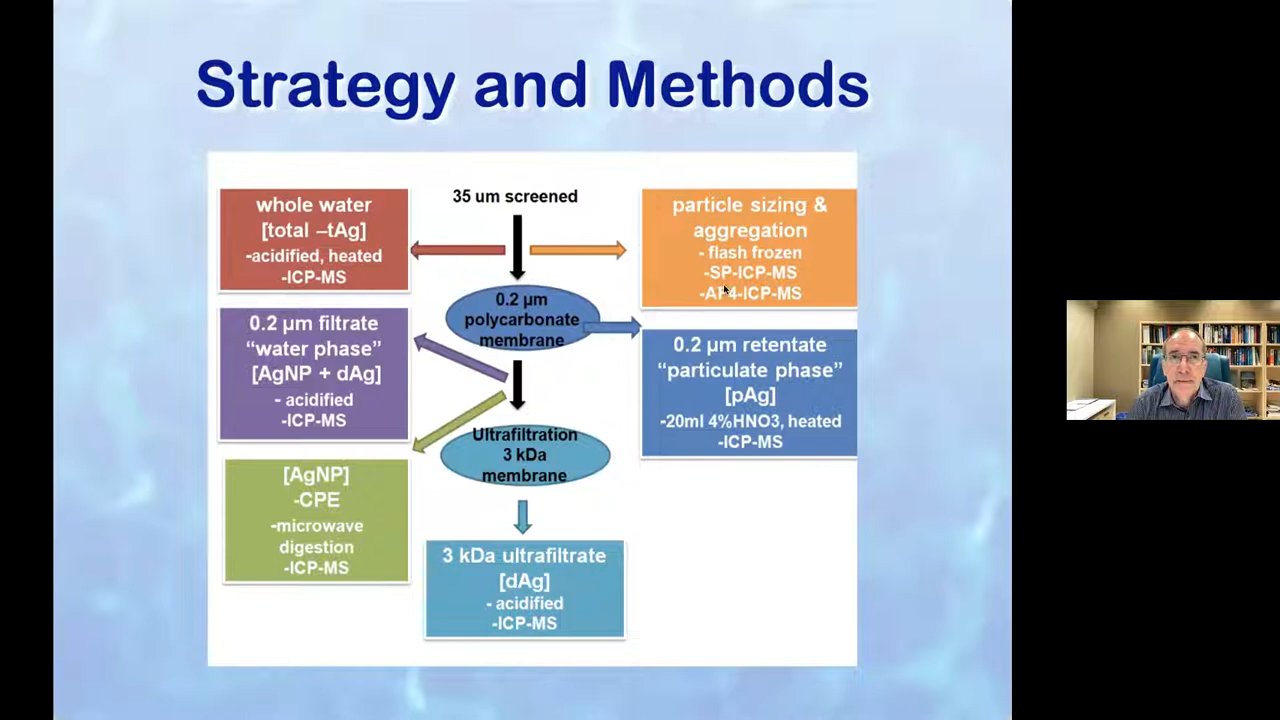 Strategy and Methods
35 um screened
whole water
[total –tAg]
-acidified, heated
-ICP-MS
particle sizing &
aggregation
- flash frozen
-SP-ICP-MS
-AF4-ICP-MS
0.2 µm
polycarbonate
membrane
0.2 µm filtrate
“water phase”
[AgNP + dAg]
- acidified
-ICP-MS
0.2 µm retentate
“particulate phase”
[pAg]
-20ml 4%HNO3, heated
-ICP-MS
Ultrafiltration
3 kDa
membrane
[AgNP]
-CPE
-microwave
digestion
-ICP-MS
3 kDa ultrafiltrate
[dAg]
- acidified
-ICP-MS